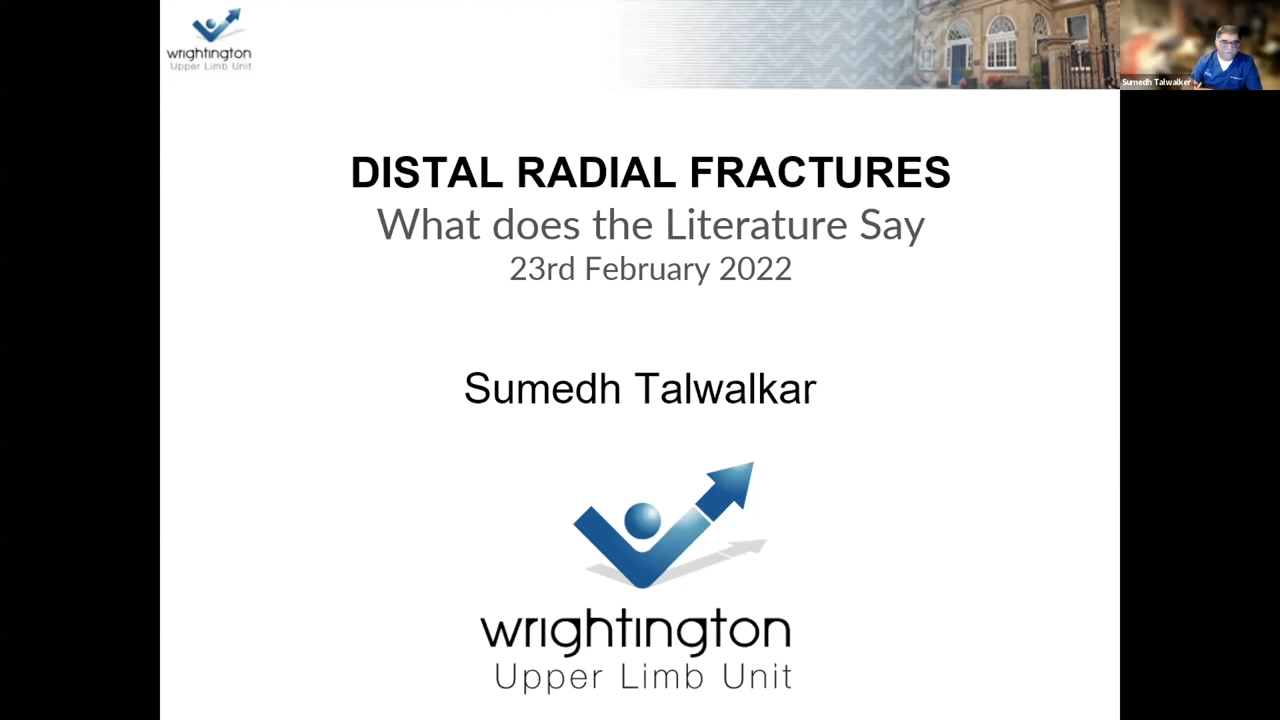 wrightington
Upper Limb Unit
Sumedh Talwalker
DISTAL RADIAL FRACTURES
What does the Literature Say
23rd February 2022
Sumedh Talwalkar
wrightington
Upper Limb Unit